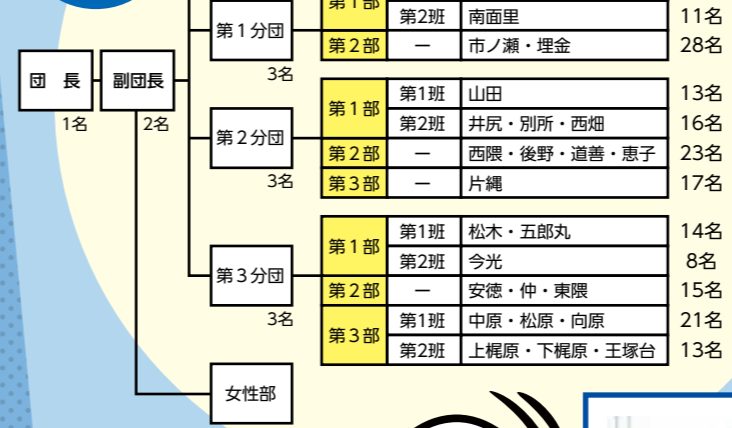 第1部
第2班 南面里 11名
第1分団
第2部 ー 市ノ瀬・埋金 28名
3名
団 長 副団長
1名 2名
第1部 第1班 山田 13名
第2班 井尻・別所・西畑 16名
第2分団
第2部 ー 西隈・後野・道善・恵子 23名
3名
第3部 ー 片縄 17名
第1部 第1班 松木・五郎丸 14名
第2班 今光 8名
第3分団
第2部 ー 安徳・仲・東隈 15名
3名
第3部 第1班 中原・松原・向原 21名
第2班 上梶原・下梶原・王塚台 13名
女性部